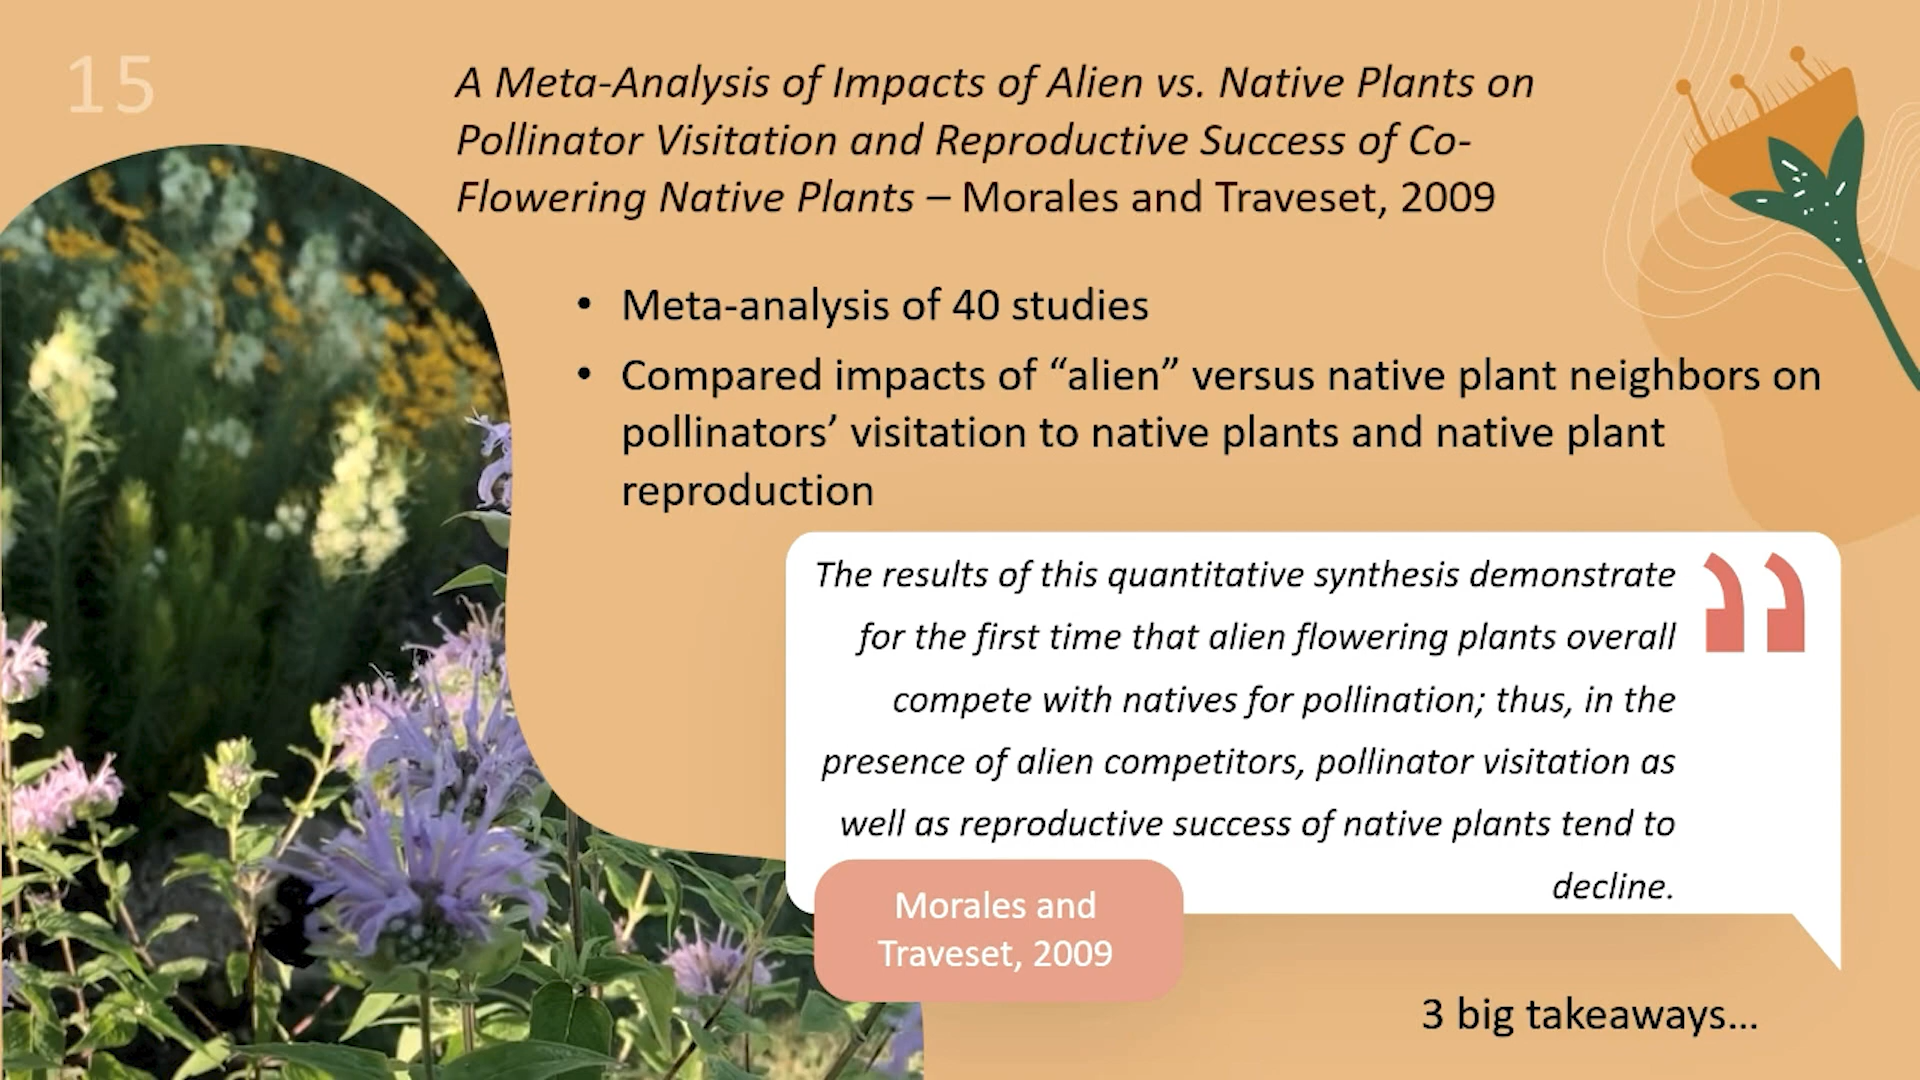 15
A Meta-Analysis of Impacts of Alien vs. Native Plants on
Pollinator Visitation and Reproductive Success of Co-
Flowering Native Plants – Morales and Traveset, 2009
• Meta-analysis of 40 studies
• Compared impacts of “alien” versus native plant neighbors on
pollinators’ visitation to native plants and native plant
reproduction
The results of this quantitative synthesis demonstrate
for the first time that alien flowering plants overall
compete with natives for pollination; thus, in the
presence of alien competitors, pollinator visitation as
well as reproductive success of native plants tend to
decline.
Morales and
Traveset, 2009
3 big takeaways...